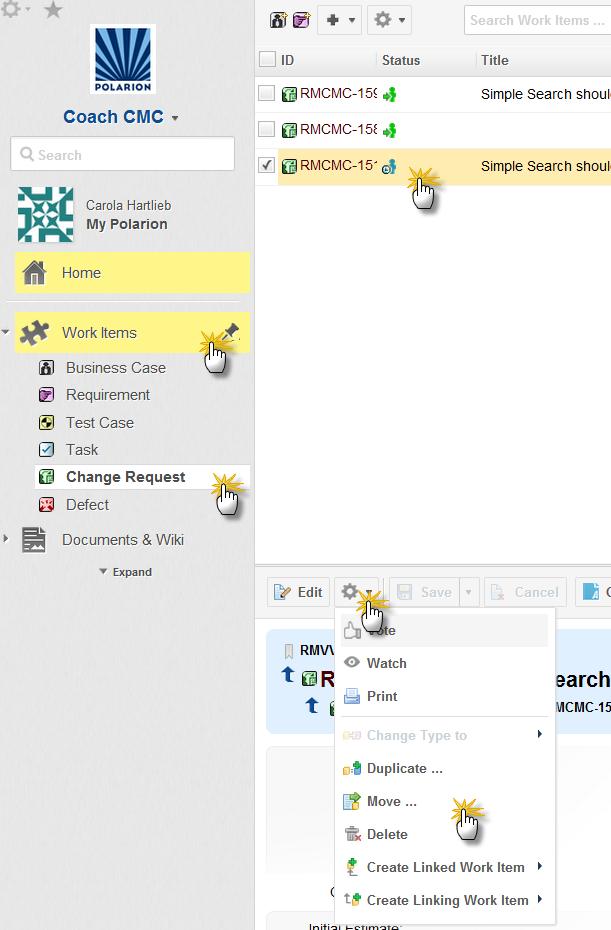 POLARION
Coach CMC
Search
Carola Hartlieb
My Polarion
Home
Work Items
Business Case
Requirement
Test Case
Task
Change Request
Defect
Documents & Wiki
Expand
Search Work Items ...
ID Status Title
RMCMC-159 Simple Search shou
RMCMC-158
RMCMC-151 Simple Search shou
Edit Save Cancel
Vote
Watch
Print
Change Type to
Duplicate ...
Move ...
Delete
Create Linked Work Item
Create Linking Work Item
RMV
R earch
MCMC-15
Initial Estimate: